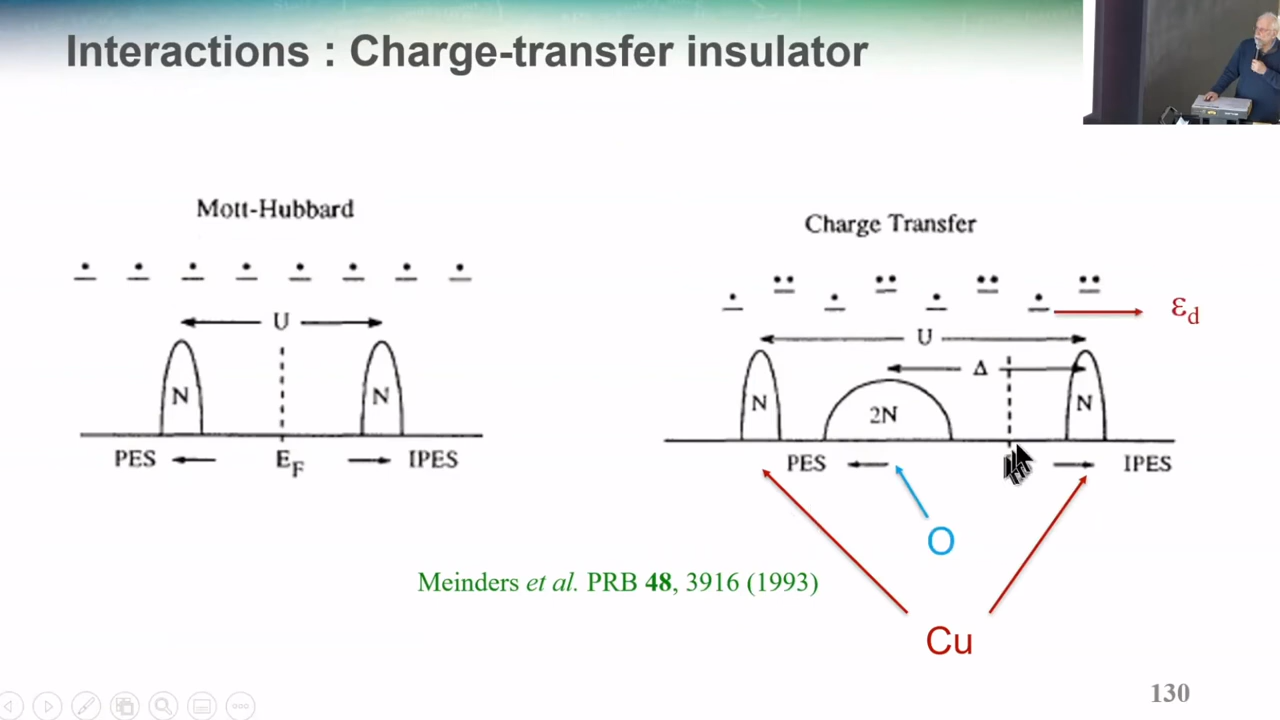 Interactions : Charge-transfer insulator
Mott-Hubbard
U
N
N
PES
EF
IPES
Charge Transfer
εd
U
Δ
N
2N
N
PES
IPES
O
Meinders et al. PRB 48, 3916 (1993)
Cu
130